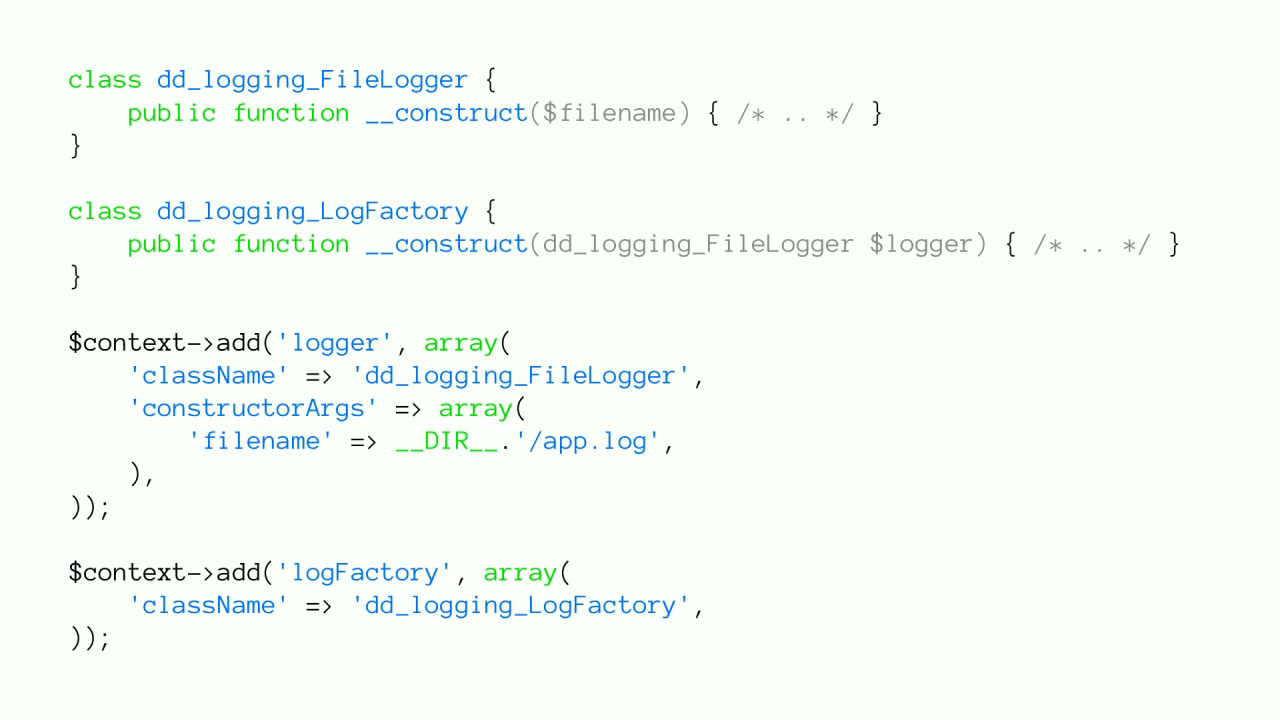 class dd_logging_FileLogger {
    public function __construct($filename) { /* .. */ }
}

class dd_logging_LogFactory {
    public function __construct(dd_logging_FileLogger $logger) { /* .. */ }
}

$context->add('logger', array(
    'className' => 'dd_logging_FileLogger',
    'constructorArgs' => array(
        'filename' => __DIR__.'/app.log',
    ),
));

$context->add('logFactory', array(
    'className' => 'dd_logging_LogFactory',
));